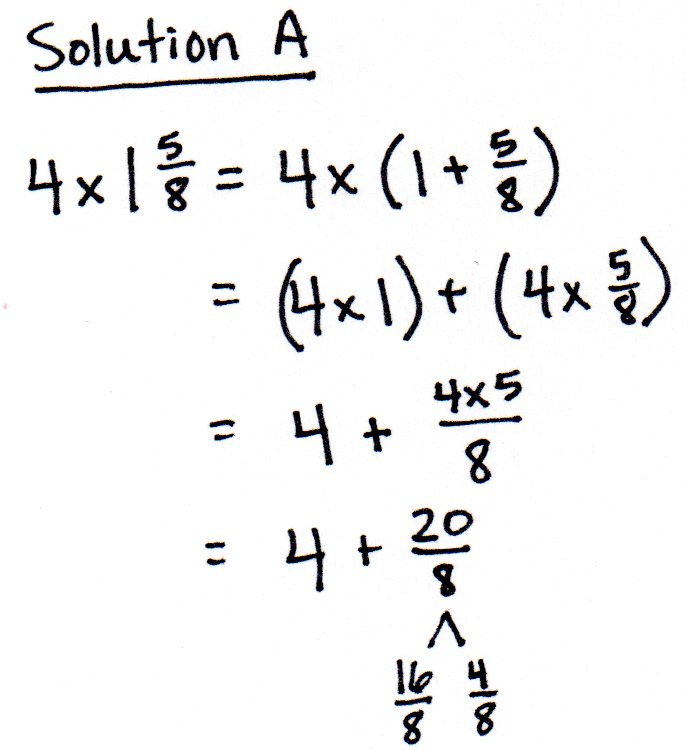 Solution A
4 x 1 5/8 = 4 x (1 + 5/8)
= (4 x 1) + (4 x 5/8)
= 4 + 4x5/8
= 4 + 20/8
16/8 4/8